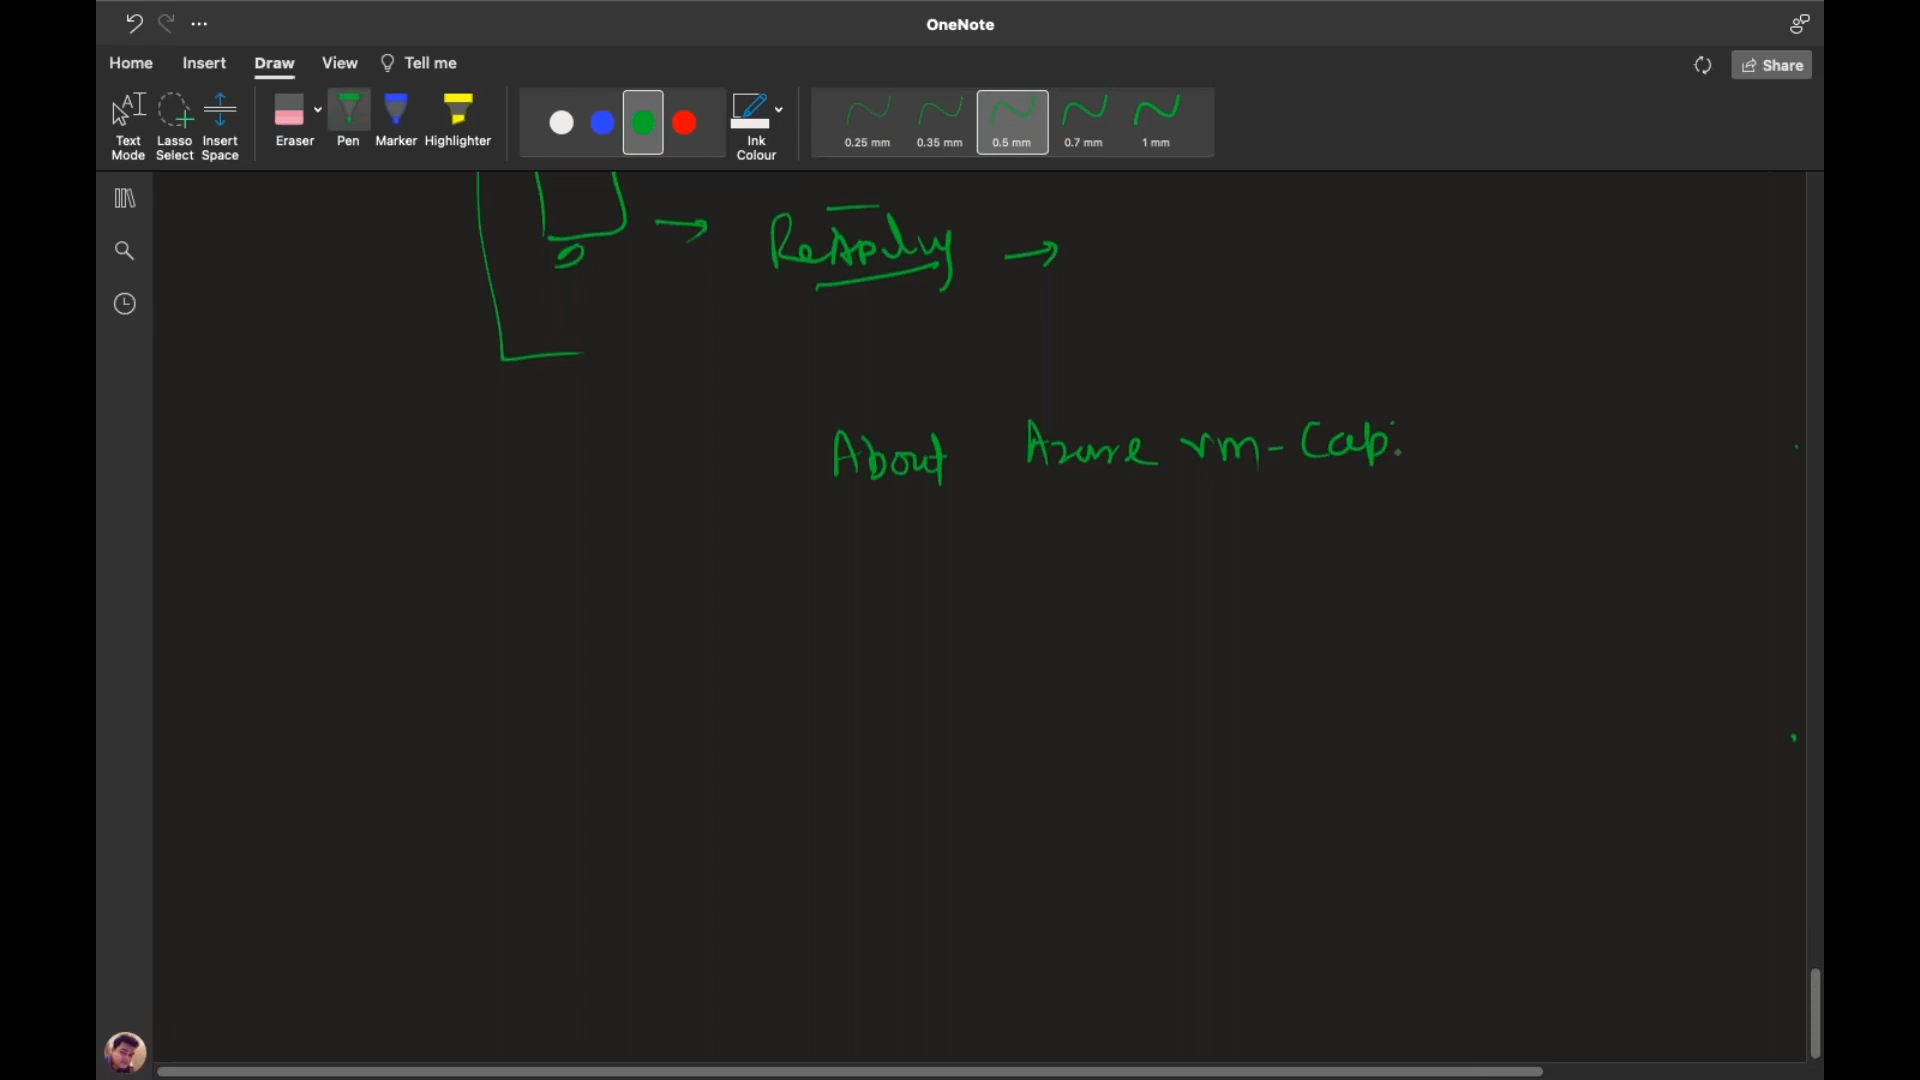 OneNote
Home Insert Draw View Tell me
Share
Text Mode
Lasso Select
Insert Space
Eraser
Pen
Marker
Highlighter
Ink Colour
0.25 mm
0.35 mm
0.5 mm
0.7 mm
1 mm
About Azure vm - Cap